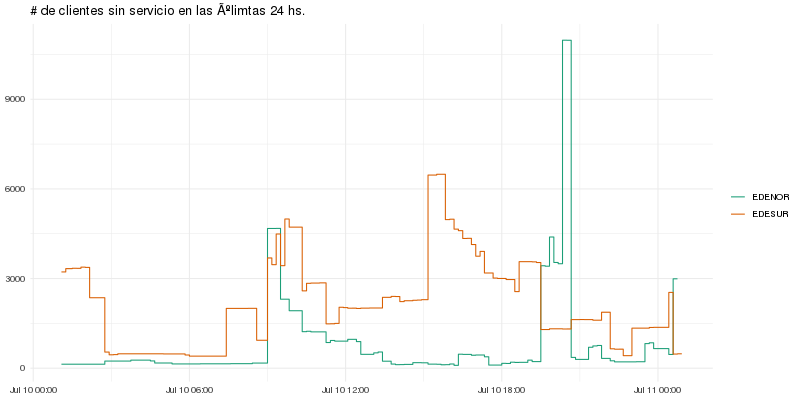 # de clientes sin servicio en las Ãºlimtas 24 hs.
9000
6000
3000
0
Jul 10 00:00
Jul 10 06:00
Jul 10 12:00
Jul 10 18:00
Jul 11 00:00
EDENOR
EDESUR